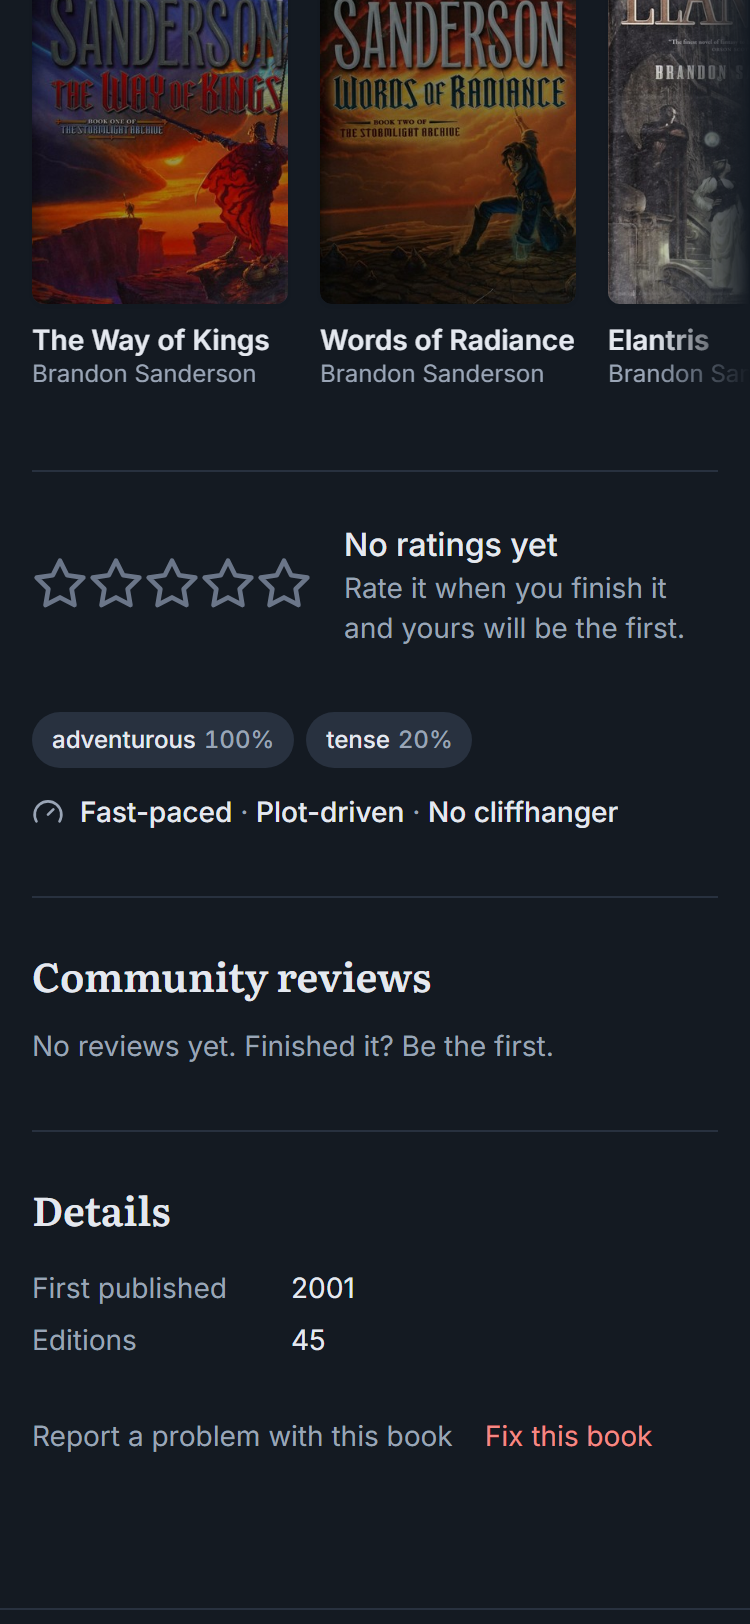 SANDERSON
THE WAY OF KINGS
BOOK ONE OF
THE STORMLIGHT ARCHIVE
SANDERSON
WORDS OF RADIANCE
BOOK TWO OF
THE STORMLIGHT ARCHIVE
BRANDON S
The Way of Kings
Brandon Sanderson
Words of Radiance
Brandon Sanderson
Elantris
Brandon San
No ratings yet
Rate it when you finish it
and yours will be the first.
adventurous 100%
tense 20%
Fast-paced · Plot-driven · No cliffhanger
Community reviews
No reviews yet. Finished it? Be the first.
Details
First published 2001
Editions 45
Report a problem with this book Fix this book